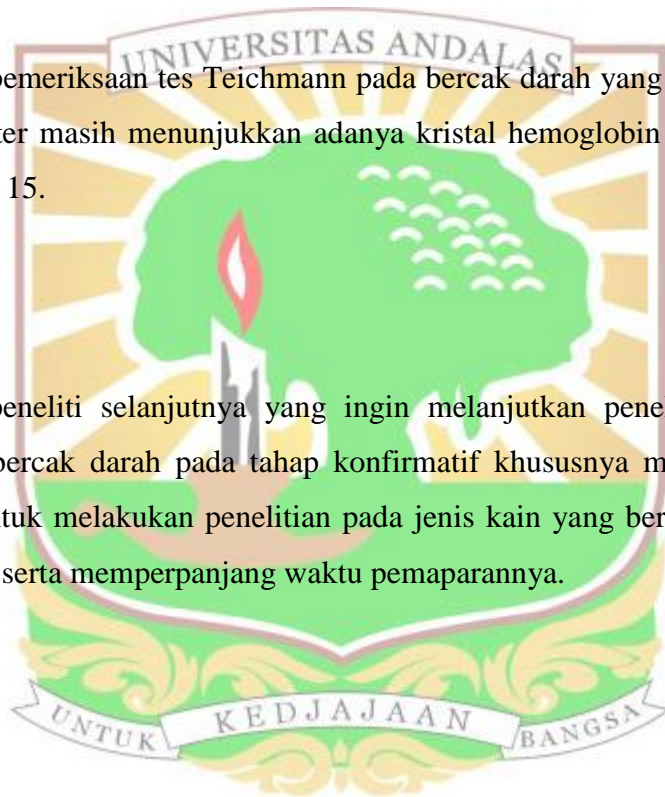 UNIVERSITAS ANDALAS
pemeriksaan tes Teichmann pada bercak darah yang
ter masih menunjukkan adanya kristal hemoglobin
15.
peneliti selanjutnya yang ingin melanjutkan pene
bercak darah pada tahap konfirmatif khususnya m
tuk melakukan penelitian pada jenis kain yang ber
serta memperpanjang waktu pemaparannya.
UNTUK KEDJAJAAN BANGSA